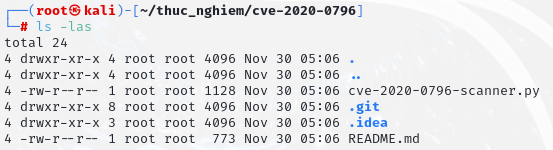 ┌──(root㉿kali)-[~/thuc_nghiem/cve-2020-0796]
└─# ls -las
total 24
4 drwxr-xr-x 4 root root 4096 Nov 30 05:06 .
4 drwxr-xr-x 4 root root 4096 Nov 30 05:06 ..
4 -rw-r--r-- 1 root root 1128 Nov 30 05:06 cve-2020-0796-scanner.py
4 drwxr-xr-x 8 root root 4096 Nov 30 05:06 .git
4 drwxr-xr-x 3 root root 4096 Nov 30 05:06 .idea
4 -rw-r--r-- 1 root root  773 Nov 30 05:06 README.md